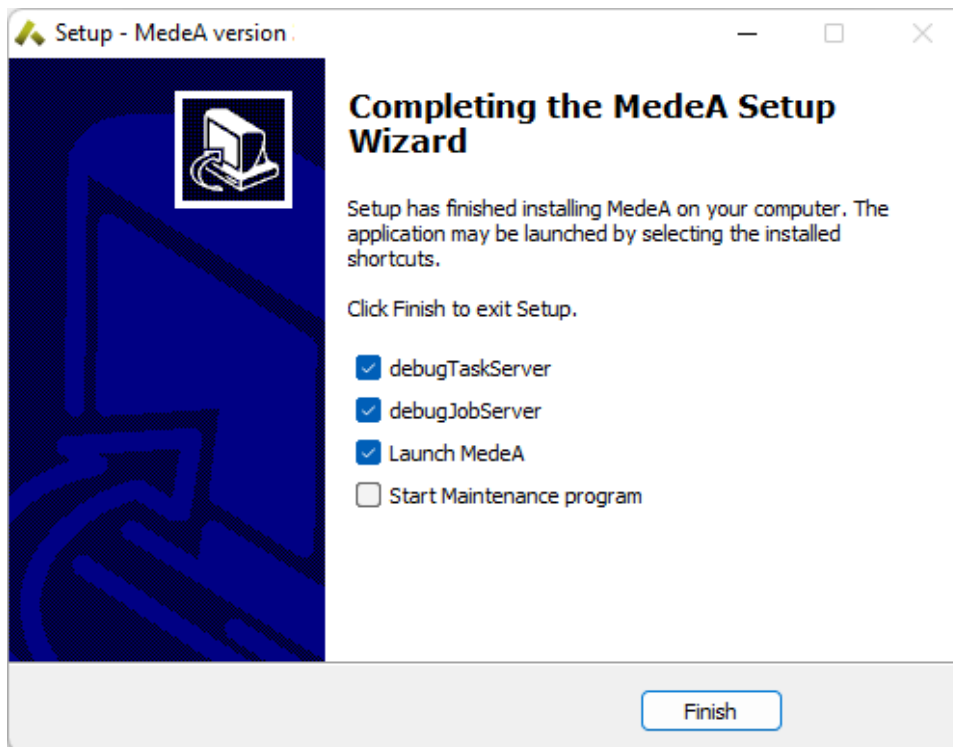 Setup - MedeA version
Completing the MedeA Setup
Wizard
Setup has finished installing MedeA on your computer. The
application may be launched by selecting the installed
shortcuts.
Click Finish to exit Setup.
debugTaskServer
debugJobServer
Launch MedeA
Start Maintenance program
Finish